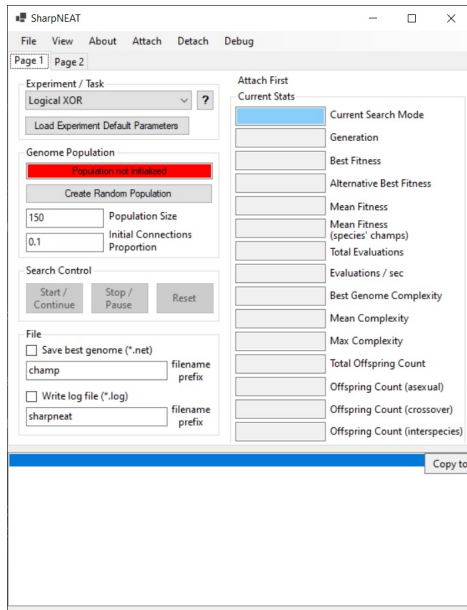 SharpNEAT
File View About Attach Detach Debug
Page 1 Page 2
Experiment / Task
Logical XOR
?
Load Experiment Default Parameters
Genome Population
Population not initialized
Create Random Population
150 Population Size
0.1 Initial Connections
Proportion
Search Control
Start /
Continue
Stop /
Pause
Reset
File
Save best genome (*.net)
champ filename
prefix
Write log file (*.log)
sharpneat filename
prefix
Attach First
Current Stats
Current Search Mode
Generation
Best Fitness
Alternative Best Fitness
Mean Fitness
Mean Fitness
(species' champs)
Total Evaluations
Evaluations / sec
Best Genome Complexity
Mean Complexity
Max Complexity
Total Offspring Count
Offspring Count (asexual)
Offspring Count (crossover)
Offspring Count (interspecies)
Copy to